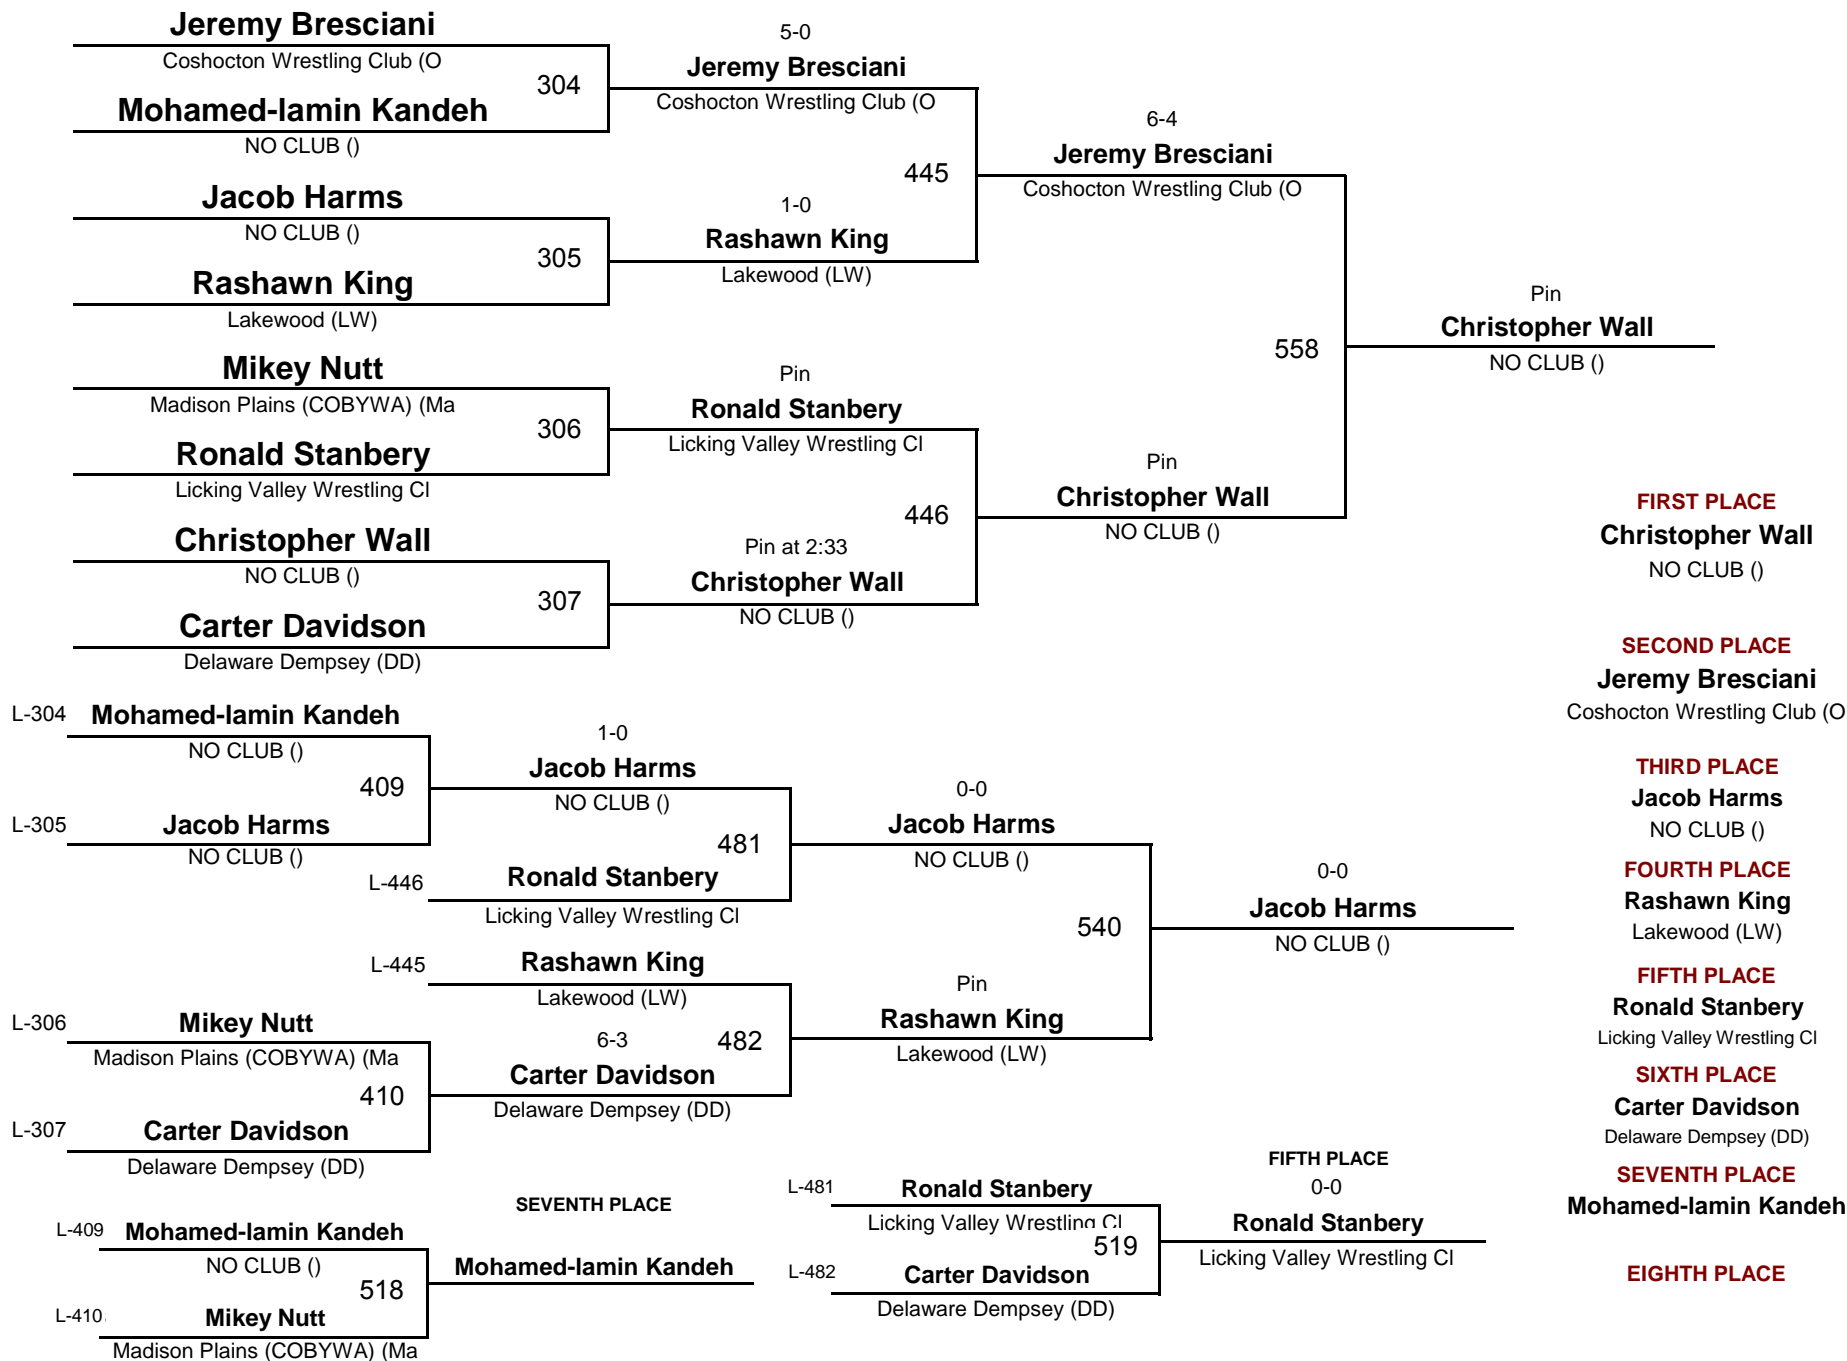 Jeremy Bresciani
Coshocton Wrestling Club (O
304
Mohamed-lamin Kandeh
NO CLUB ()
Jacob Harms
NO CLUB ()
305
Rashawn King
Lakewood (LW)
Mikey Nutt
Madison Plains (COBYWA) (Ma
306
Ronald Stanbery
Licking Valley Wrestling Cl
Christopher Wall
NO CLUB ()
307
Carter Davidson
Delaware Dempsey (DD)
5-0
Jeremy Bresciani
Coshocton Wrestling Club (O
445
1-0
Rashawn King
Lakewood (LW)
Pin
Ronald Stanbery
Licking Valley Wrestling Cl
446
Pin at 2:33
Christopher Wall
NO CLUB ()
6-4
Jeremy Bresciani
Coshocton Wrestling Club (O
558
Pin
Christopher Wall
NO CLUB ()
Pin
Christopher Wall
NO CLUB ()
L-304
Mohamed-lamin Kandeh
NO CLUB ()
409
L-305
Jacob Harms
NO CLUB ()
1-0
Jacob Harms
NO CLUB ()
481
L-446
Ronald Stanbery
Licking Valley Wrestling Cl
L-445
Rashawn King
Lakewood (LW)
482
L-306
Mikey Nutt
Madison Plains (COBYWA) (Ma
410
L-307
Carter Davidson
Delaware Dempsey (DD)
6-3
Carter Davidson
Delaware Dempsey (DD)
0-0
Jacob Harms
NO CLUB ()
540
Pin
Rashawn King
Lakewood (LW)
0-0
Jacob Harms
NO CLUB ()
SEVENTH PLACE
L-409
Mohamed-lamin Kandeh
NO CLUB ()
518
L-410
Mikey Nutt
Madison Plains (COBYWA) (Ma
Mohamed-lamin Kandeh
L-481
Ronald Stanbery
Licking Valley Wrestling Cl
519
L-482
Carter Davidson
Delaware Dempsey (DD)
FIFTH PLACE
0-0
Ronald Stanbery
Licking Valley Wrestling Cl
FIRST PLACE
Christopher Wall
NO CLUB ()
SECOND PLACE
Jeremy Bresciani
Coshocton Wrestling Club (O
THIRD PLACE
Jacob Harms
NO CLUB ()
FOURTH PLACE
Rashawn King
Lakewood (LW)
FIFTH PLACE
Ronald Stanbery
Licking Valley Wrestling Cl
SIXTH PLACE
Carter Davidson
Delaware Dempsey (DD)
SEVENTH PLACE
Mohamed-lamin Kandeh
EIGHTH PLACE